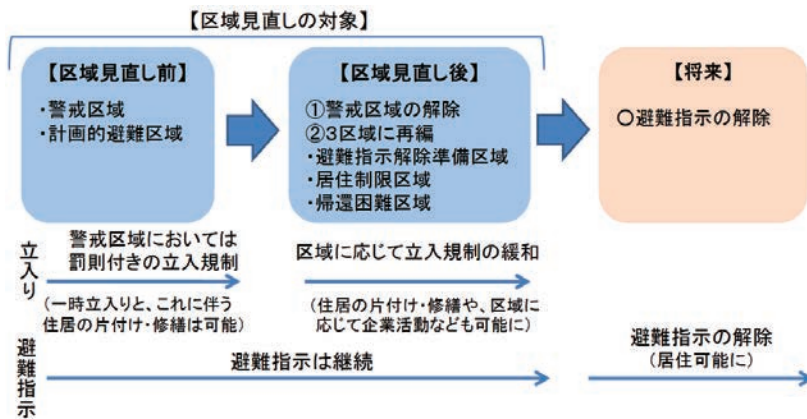 【区域見直しの対象】
【区域見直し前】
・警戒区域
・計画的避難区域
【区域見直し後】
①警戒区域の解除
②3区域に再編
・避難指示解除準備区域
・居住制限区域
・帰還困難区域
【将来】
○避難指示の解除
立入り
警戒区域においては
罰則付きの立入規制
(一時立入りと、これに伴う
住居の片付け・修繕は可能)
区域に応じて立入規制の緩和
(住居の片付け・修繕や、区域に
応じて企業活動なども可能に)
避難指示
避難指示は継続
避難指示の解除
(居住可能に)